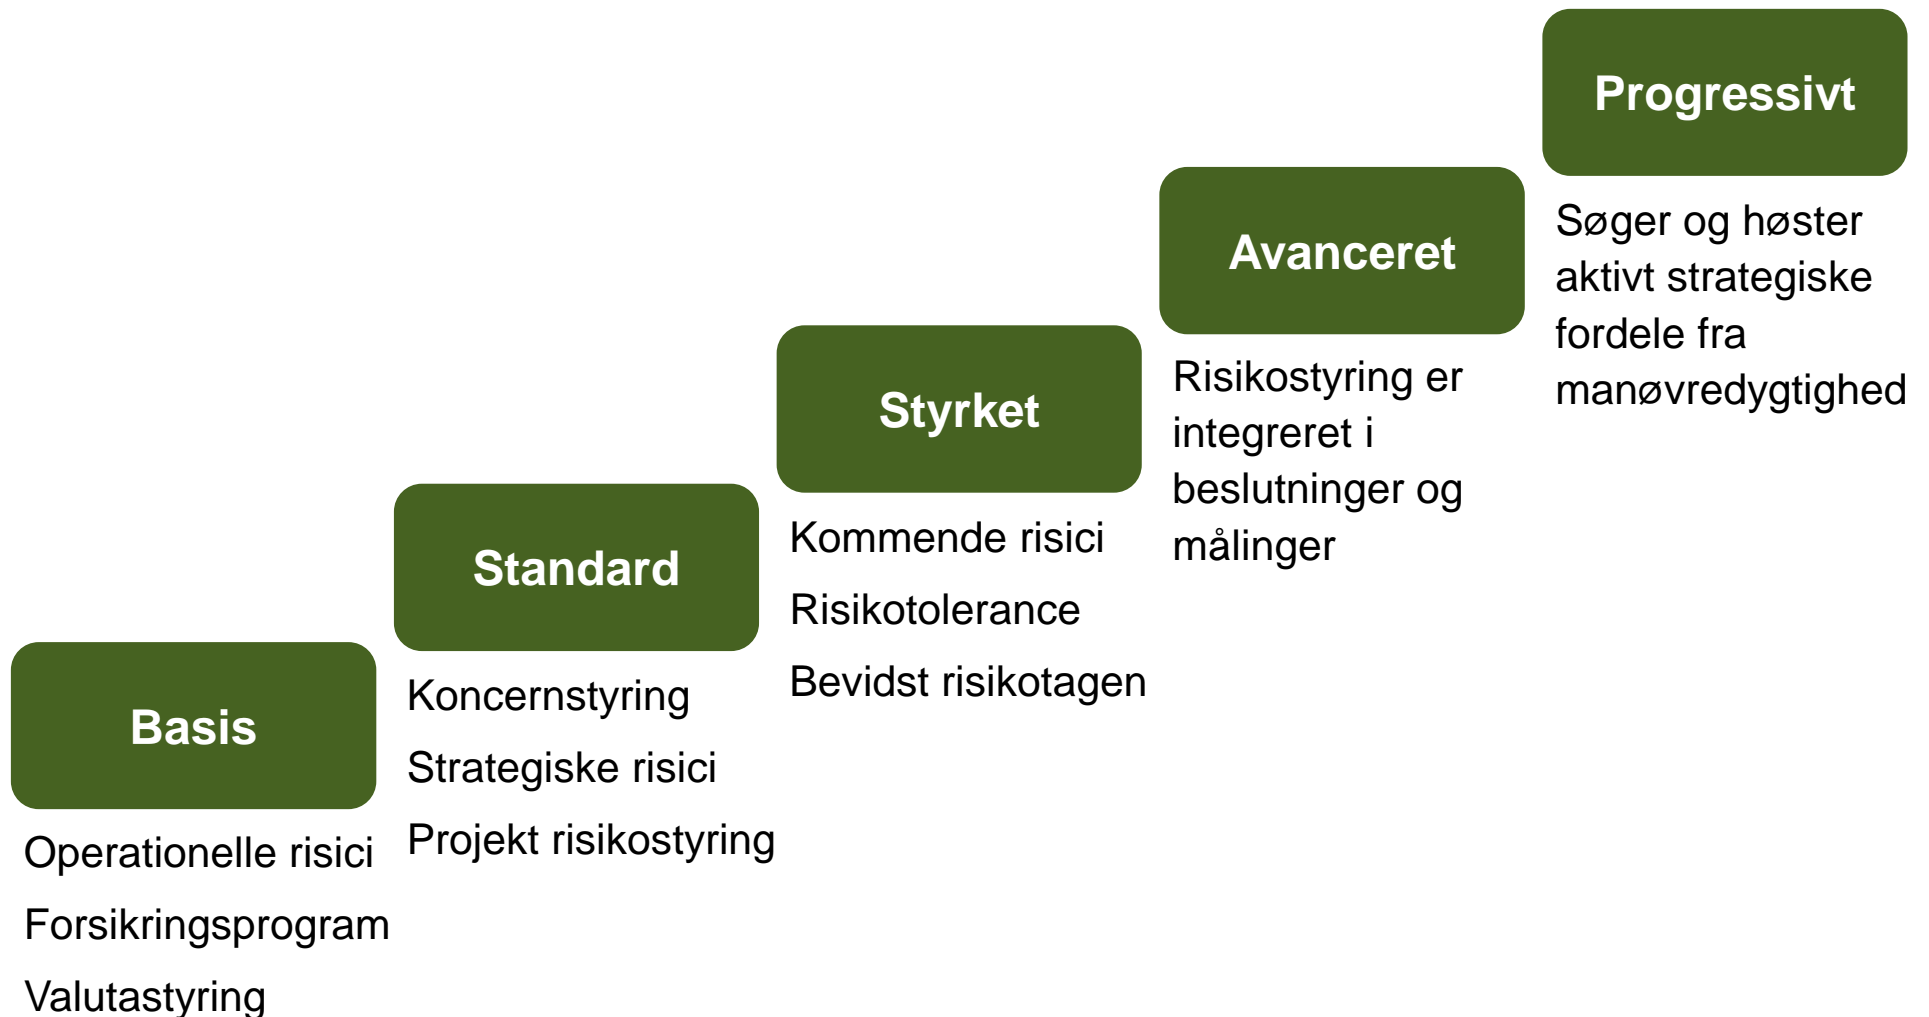 Basis
Operationelle risici
Forsikringsprogram
Valutastyring
Standard
Koncernstyring
Strategiske risici
Projekt risikostyring
Styrket
Kommende risici
Risikotolerance
Bevidst risikotagen
Avanceret
Risikostyring er
integreret i
beslutninger og
målinger
Progressivt
Søger og høster
aktivt strategiske
fordele fra
manøvredygtighed